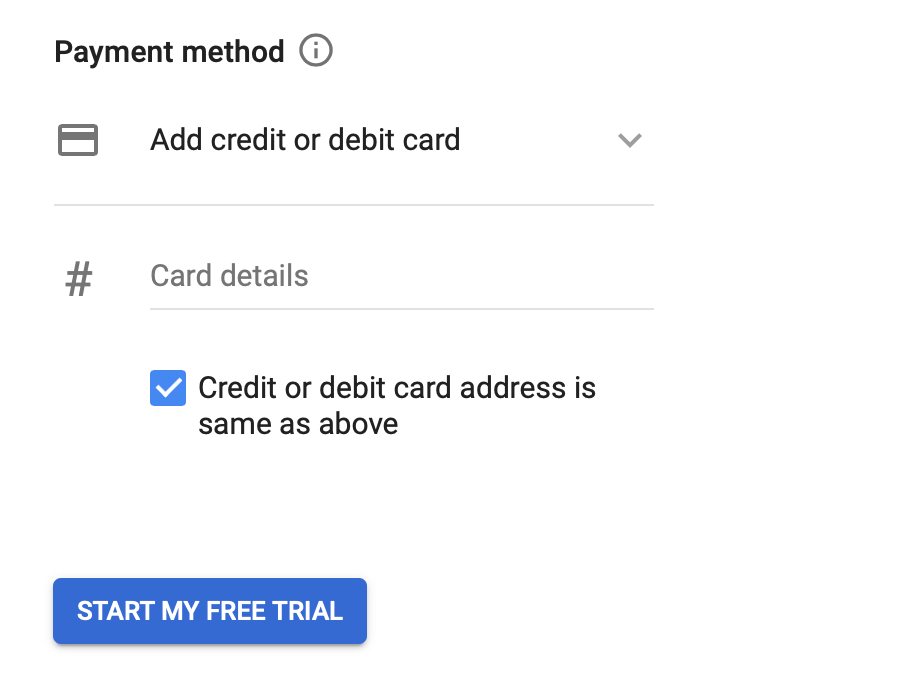 Payment method
Add credit or debit card
# Card details
Credit or debit card address is
same as above
START MY FREE TRIAL